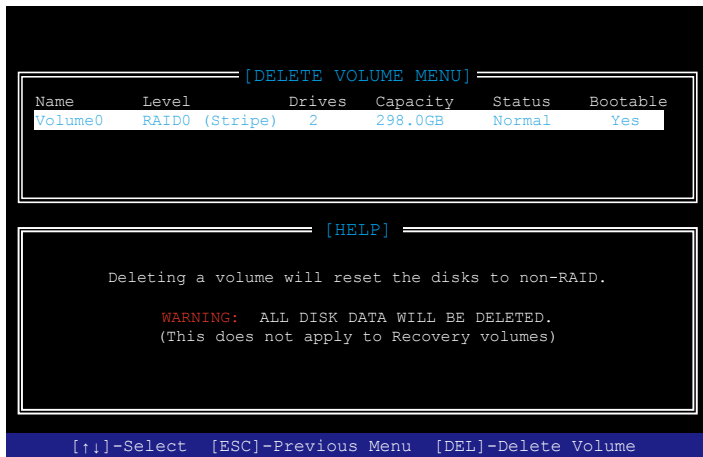 [DELETE VOLUME MENU]
Name Level Drives Capacity Status Bootable
Volume0 RAID0 (Stripe) 2 298.0GB Normal Yes
[HELP]
Deleting a volume will reset the disks to non-RAID.
WARNING: ALL DISK DATA WILL BE DELETED.
(This does not apply to Recovery volumes)
[↑↓]-Select [ESC]-Previous Menu [DEL]-Delete Volume